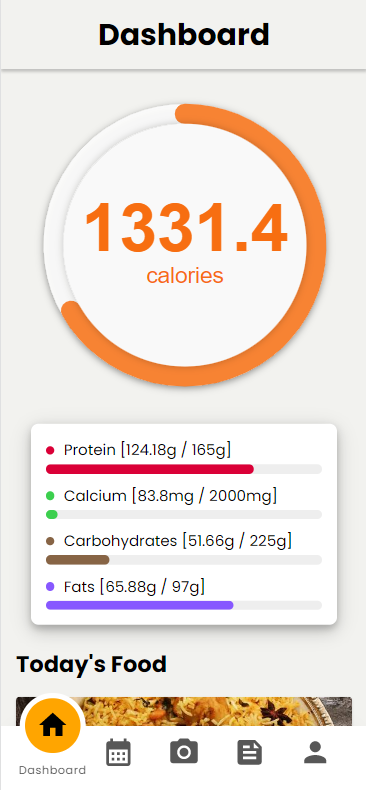 Dashboard
1331.4
calories
Protein [124.18g / 165g]
Calcium [83.8mg / 2000mg]
Carbohydrates [51.66g / 225g]
Fats [65.88g / 97g]
Today's Food
Dashboard